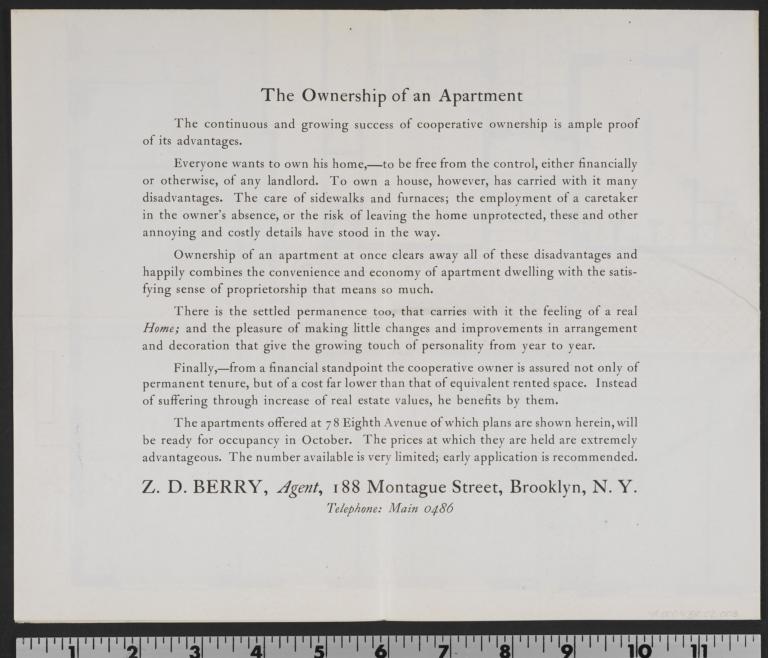 The Ownership of an Apartment
The continuous and growing success of cooperative ownership is ample proof
of its advantages.
Everyone wants to own his home,—to be free from the control, either financially
or otherwise, of any landlord. To own a house, however, has carried with it many
disadvantages. The care of sidewalks and furnaces; the employment of a caretaker
in the owner's absence, or the risk of leaving the home unprotected, these and other
annoying and costly details have stood in the way.
Ownership of an apartment at once clears away all of these disadvantages and
happily combines the convenience and economy of apartment dwelling with the satis-
fying sense of proprietorship that means so much.
There is the settled permanence too, that carries with it the feeling of a real
Home; and the pleasure of making little changes and improvements in arrangement
and decoration that give the growing touch of personality from year to year.
Finally,—from a financial standpoint the cooperative owner is assured not only of
permanent tenure, but of a cost far lower than that of equivalent rented space. Instead
of suffering through increase of real estate values, he benefits by them.
The apartments offered at 78 Eighth Avenue of which plans are shown herein, will
be ready for occupancy in October. The prices at which they are held are extremely
advantageous. The number available is very limited; early application is recommended.
Z. D. BERRY, Agent, 188 Montague Street, Brooklyn, N. Y.
Telephone: Main 0486
1 2 3 4 5 6 7 8 9 10 11